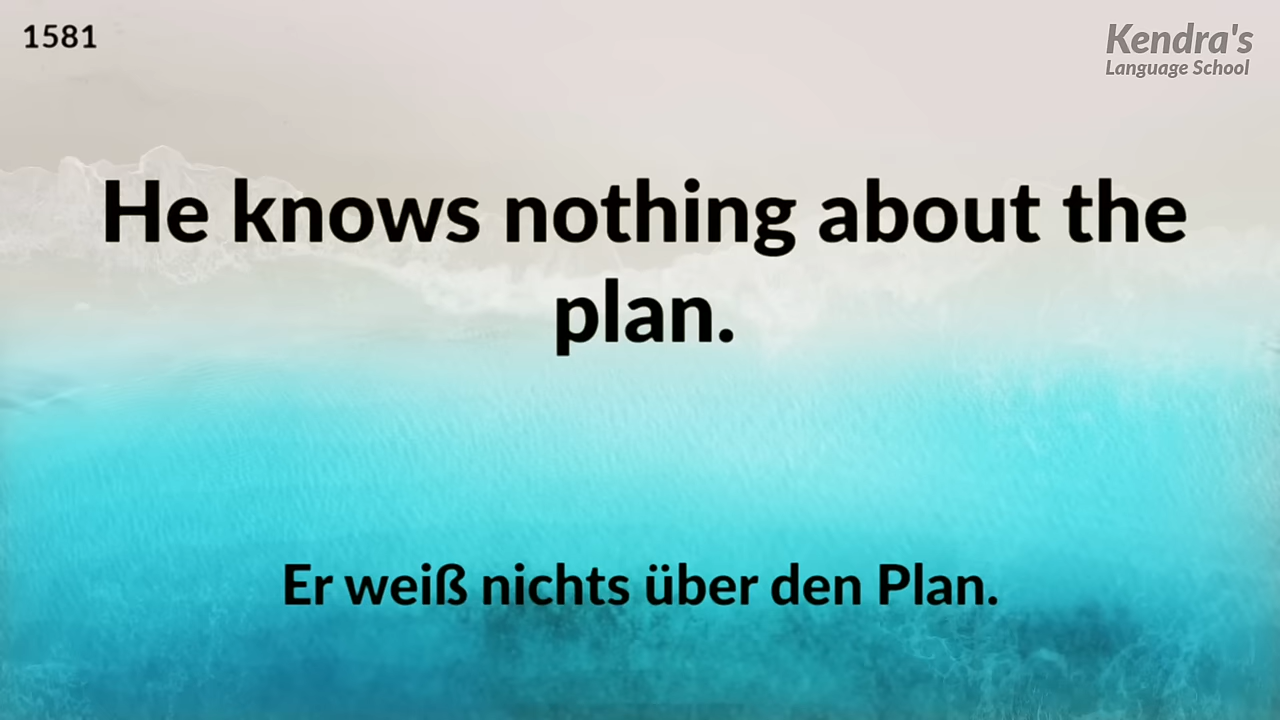 1581
Kendra's
Language School
He knows nothing about the
plan.
Er weiß nichts über den Plan.